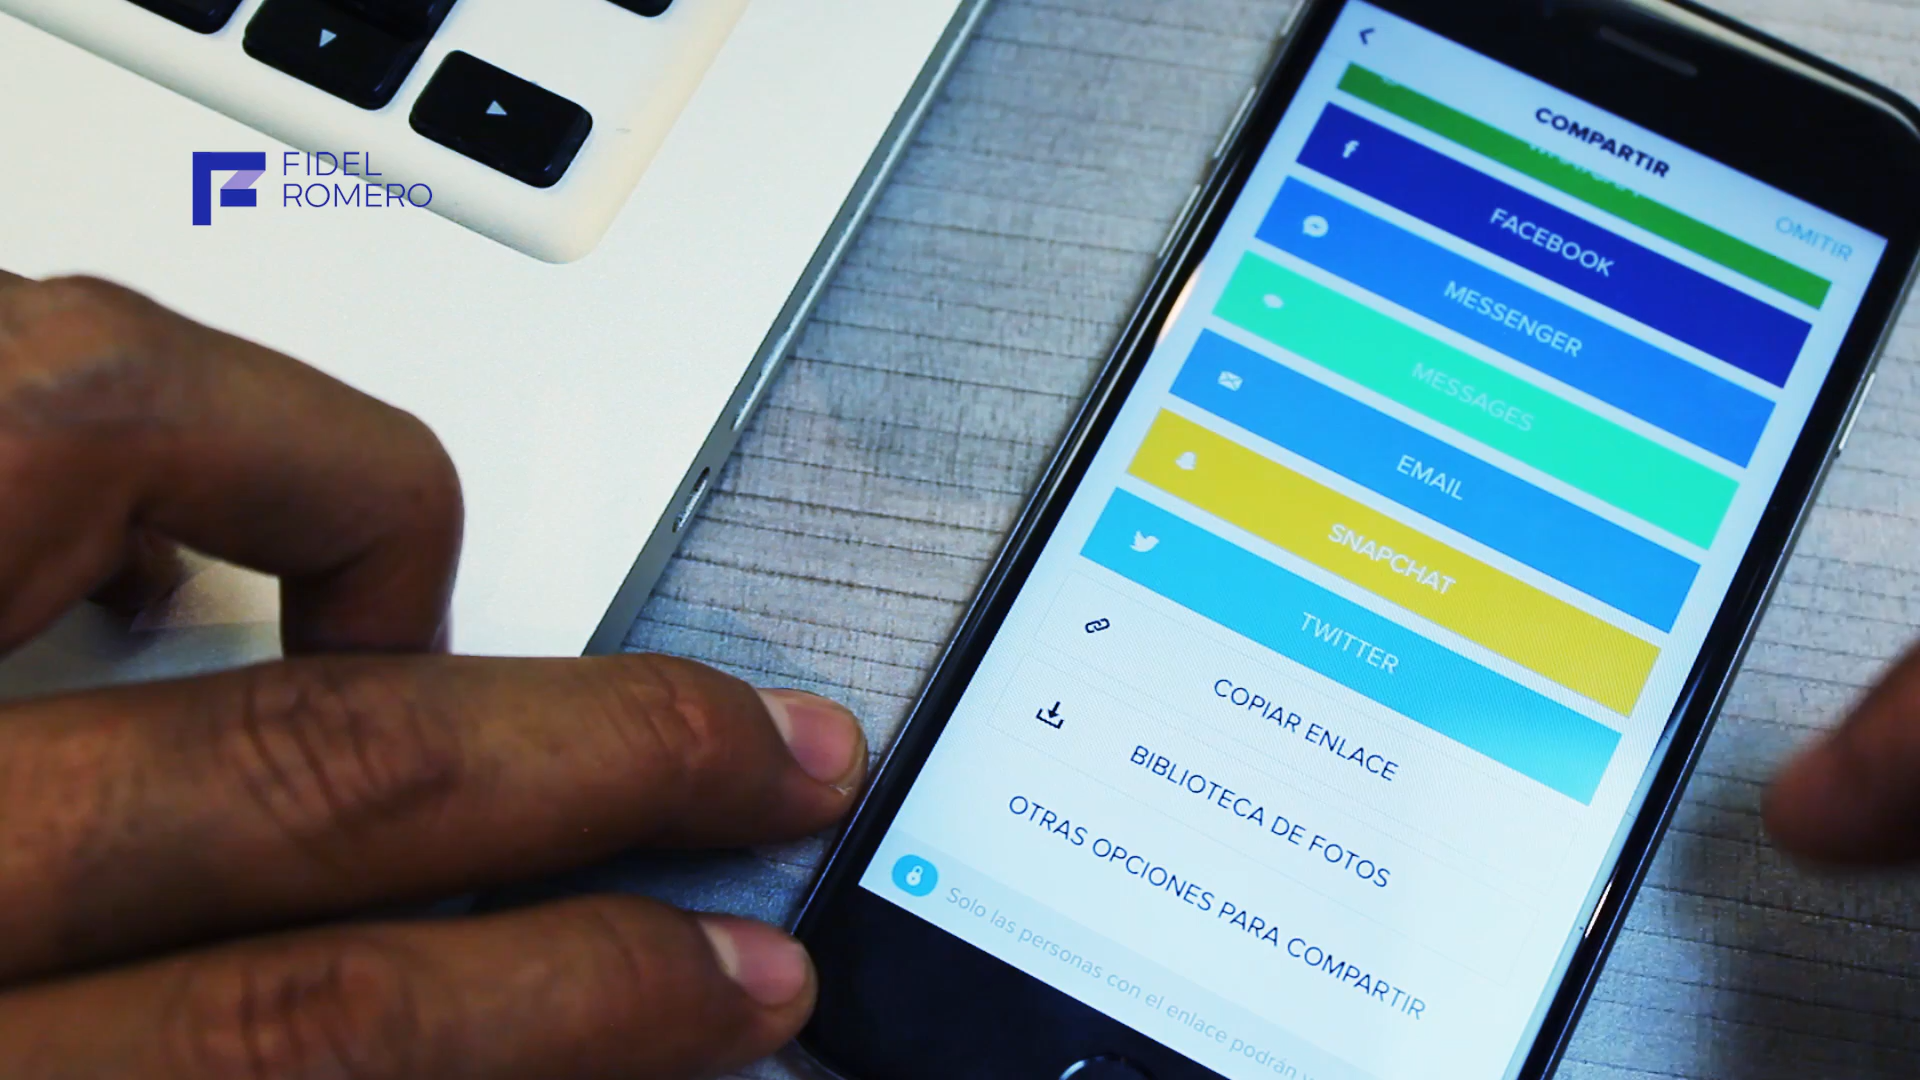 FIDEL
ROMERO
COMPARTIR
OMITIR
FACEBOOK
MESSENGER
MESSAGES
EMAIL
SNAPCHAT
TWITTER
COPIAR ENLACE
BIBLIOTECA DE FOTOS
OTRAS OPCIONES PARA COMPARTIR
Solo las personas con el enlace podrán